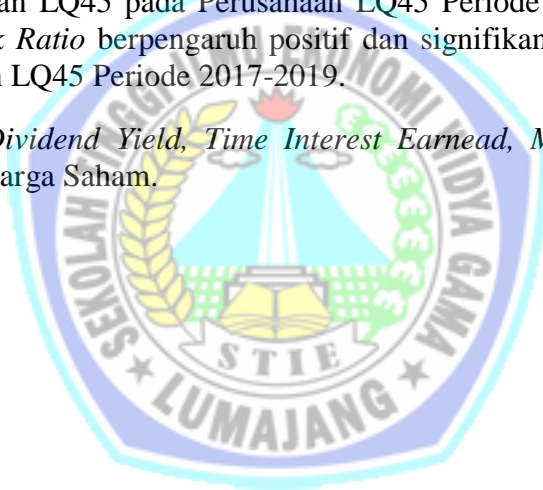 an LQ45 pada Perusahaan LQ45 Periode
Ratio berpengaruh positif dan signifikan
LQ45 Periode 2017-2019.
Dividend Yield, Time Interest Earnead, M
arga Saham.
SEKOLAH TINGGI ILMU EKONOMI WIDYA GAMA
STIE
LUMAJANG